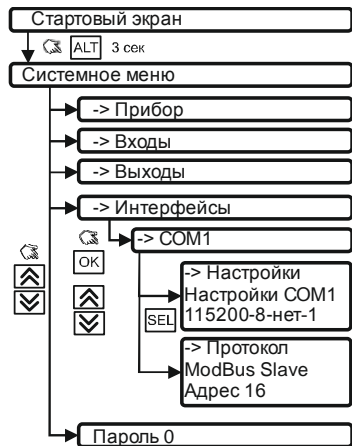 Стартовый экран
ALT 3 сек
Системное меню
-> Прибор
-> Входы
-> Выходы
-> Интерфейсы
-> COM1
OK
-> Настройки
Настройки COM1
115200-8-нет-1
SEL
-> Протокол
ModBus Slave
Адрес 16
Пароль 0